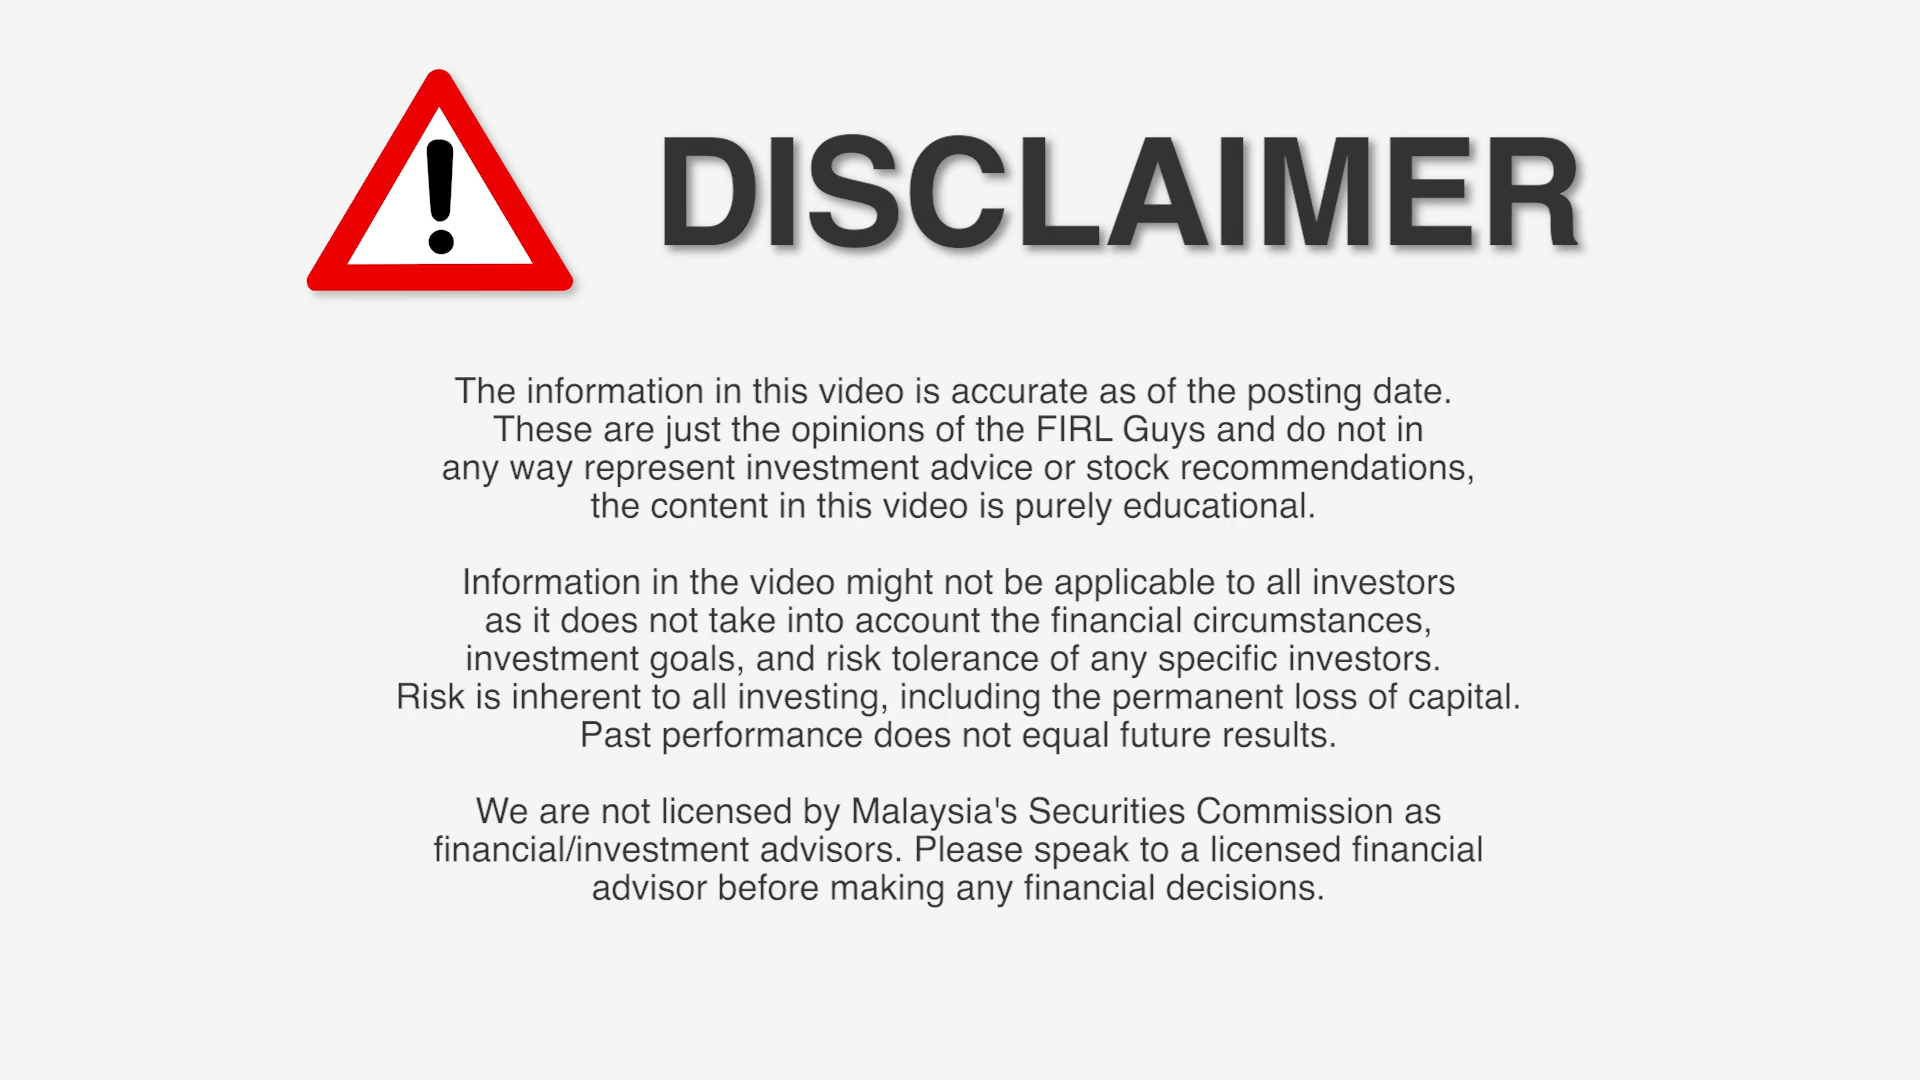 DISCLAIMER
The information in this video is accurate as of the posting date.
These are just the opinions of the FIRL Guys and do not in
any way represent investment advice or stock recommendations,
the content in this video is purely educational.
Information in the video might not be applicable to all investors
as it does not take into account the financial circumstances,
investment goals, and risk tolerance of any specific investors.
Risk is inherent to all investing, including the permanent loss of capital.
Past performance does not equal future results.
We are not licensed by Malaysia's Securities Commission as
financial/investment advisors. Please speak to a licensed financial
advisor before making any financial decisions.